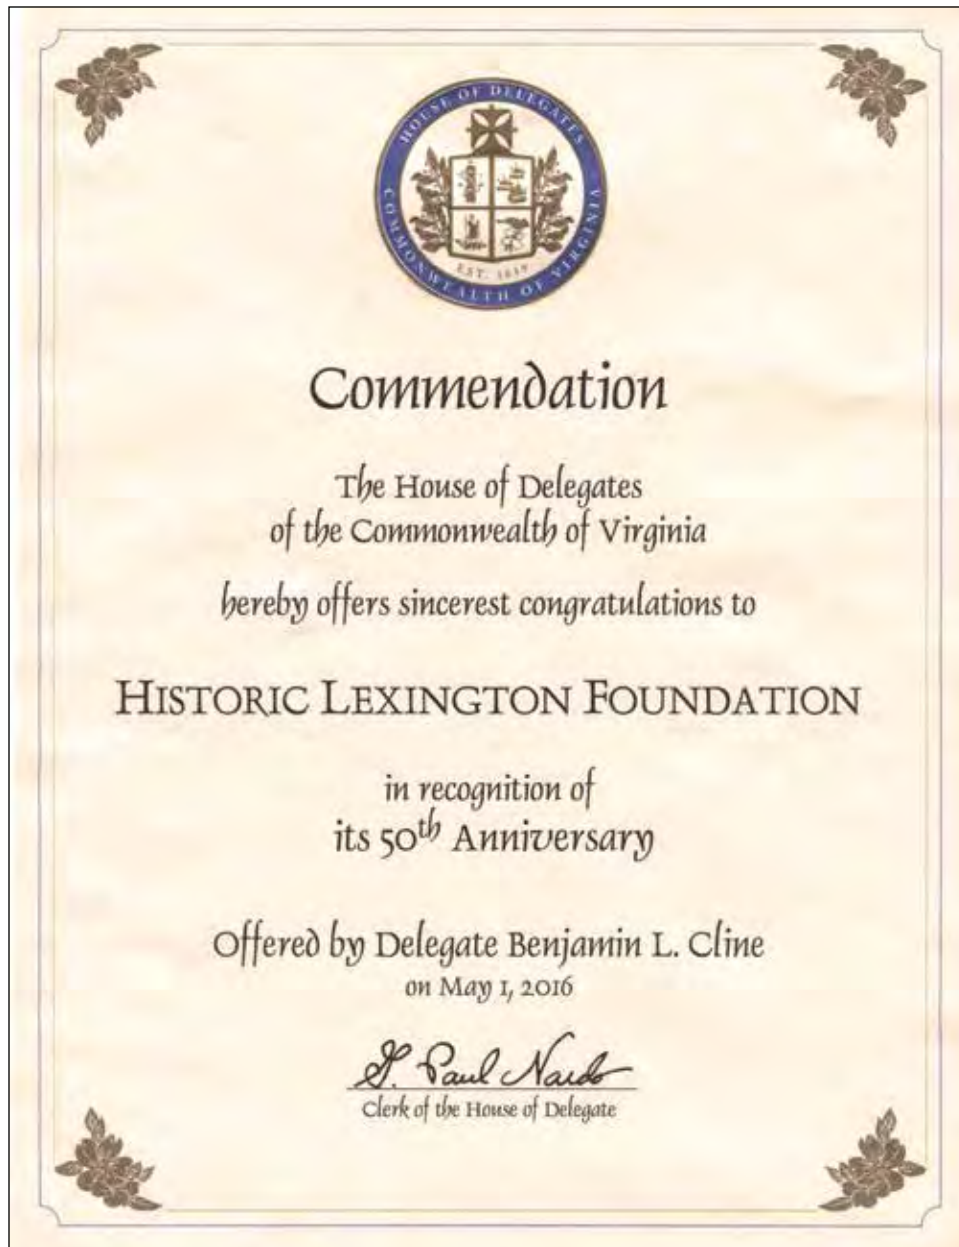 HOUSE OF DELEGATES
COMMONWEALTH OF VIRGINIA
EST. 1619
Commendation
The House of Delegates
of the Commonwealth of Virginia
hereby offers sincerest congratulations to
HISTORIC LEXINGTON FOUNDATION
in recognition of
its 50th Anniversary
Offered by Delegate Benjamin L. Cline
on May 1, 2016
G. Paul Nardo
Clerk of the House of Delegate